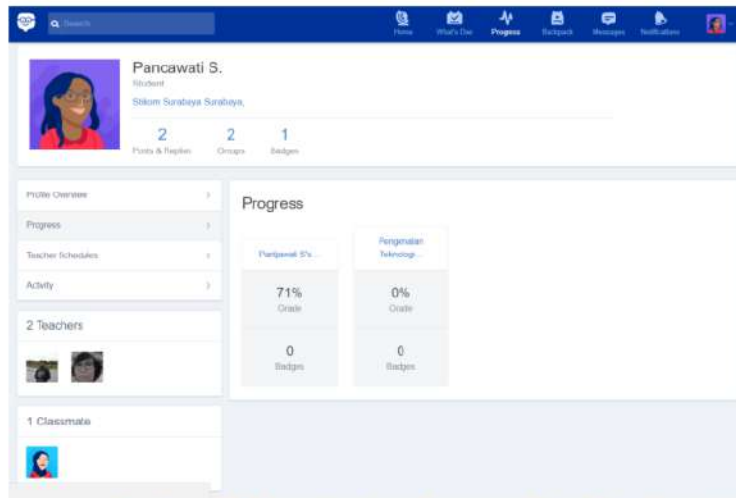 Search
Home
What's Due
Progress
Backpack
Messages
Notifications
Pancawati S.
Student
Stikom Surabaya Surabaya,
2
Posts & Replies
2
Groups
1
Badges
Profile Overview
Progress
Teacher Schedules
Activity
2 Teachers
1 Classmate
Progress
S's...
71%
Grade
0
Badges
Pengenalan
Teknologi...
0%
Grade
0
Badges